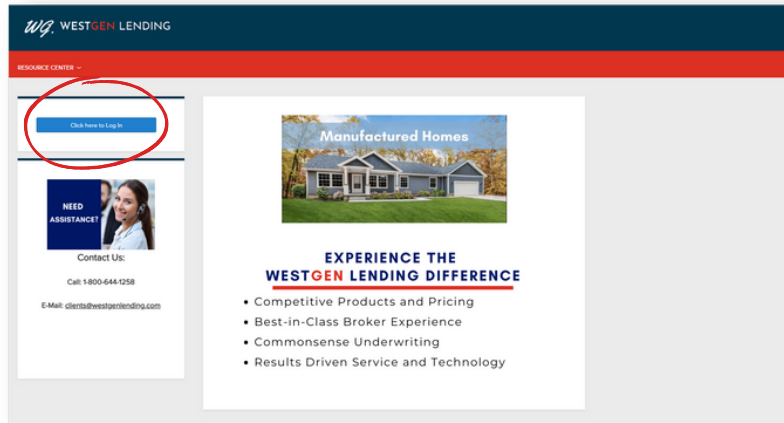 WG. WESTGEN LENDING
RESOURCE CENTER
Click here to Log In
NEED
ASSISTANCE?
Contact Us:
Call: 1-800-644-1258
E-Mail: clients@westgenlending.com
Manufactured Homes
EXPERIENCE THE
WESTGEN LENDING DIFFERENCE
• Competitive Products and Pricing
• Best-in-Class Broker Experience
• Commonsense Underwriting
• Results Driven Service and Technology